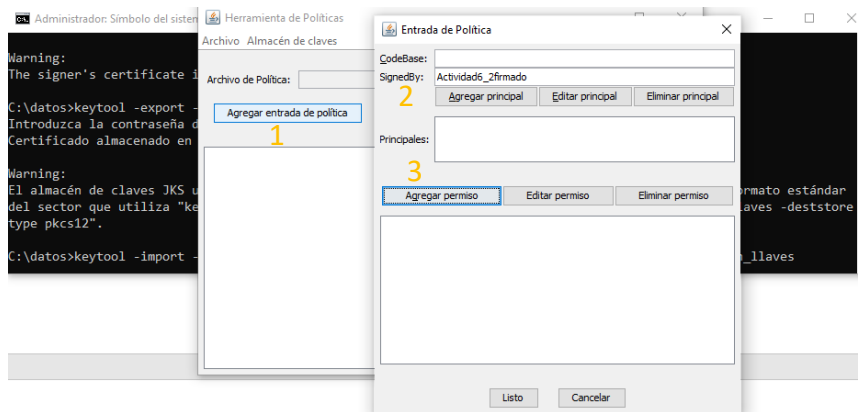 Administrador: Símbolo del sisten
Warning:
The signer's certificate i
C:\datos>keytool -export -
Introduzca la contraseña d
Certificado almacenado en
Warning:
El almacén de claves JKS u
del sector que utiliza "ke
type pkcs12".
C:\datos>keytool -import -
rmato estándar
aves -deststore
_llaves
Herramienta de Políticas
Archivo Almacén de claves
Archivo de Política:
Agregar entrada de política
1
Entrada de Política
CodeBase:
SignedBy: Actividad6_2firmado
2
Agregar principal Editar principal Eliminar principal
Principales:
3
Agregar permiso Editar permiso Eliminar permiso
Listo Cancelar